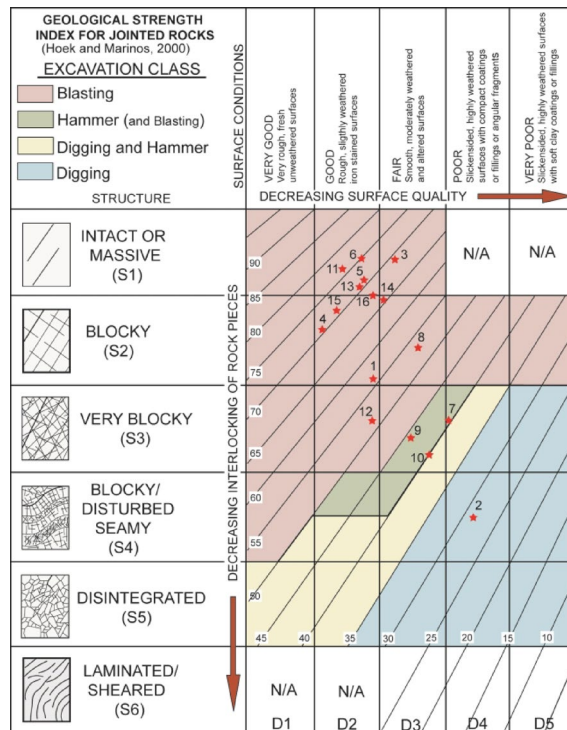 GEOLOGICAL STRENGTH
INDEX FOR JOINTED ROCKS
(Hoek and Marinos, 2000)
EXCAVATION CLASS
Blasting
Hammer (and Blasting)
Digging and Hammer
Digging
STRUCTURE
SURFACE CONDITIONS
VERY GOOD
Very rough, fresh
unweathered surfaces
GOOD
Rough, sligthly weathered
iron stained surfaces
FAIR
Smooth, moderately weathered
and altered surfaces
POOR
Slickensided, highly weathered
surfaces with compact coatings
or fillings or angular fragments
VERY POOR
Slickensided, highly weathered surfaces
with soft clay coatings or fillings
DECREASING SURFACE QUALITY
DECREASING INTERLOCKING OF ROCK PIECES
INTACT OR
MASSIVE
(S1)
90
6
3
11
5
13
14
16
N/A
N/A
85
BLOCKY
(S2)
15
4
80
8
1
75
VERY BLOCKY
(S3)
70
12
7
9
10
65
BLOCKY/
DISTURBED
SEAMY
(S4)
60
2
55
DISINTEGRATED
(S5)
50
45
35
30
25
20
15
10
LAMINATED/
SHEARED
(S6)
N/A
N/A
D1
D2
D3
D4
D5